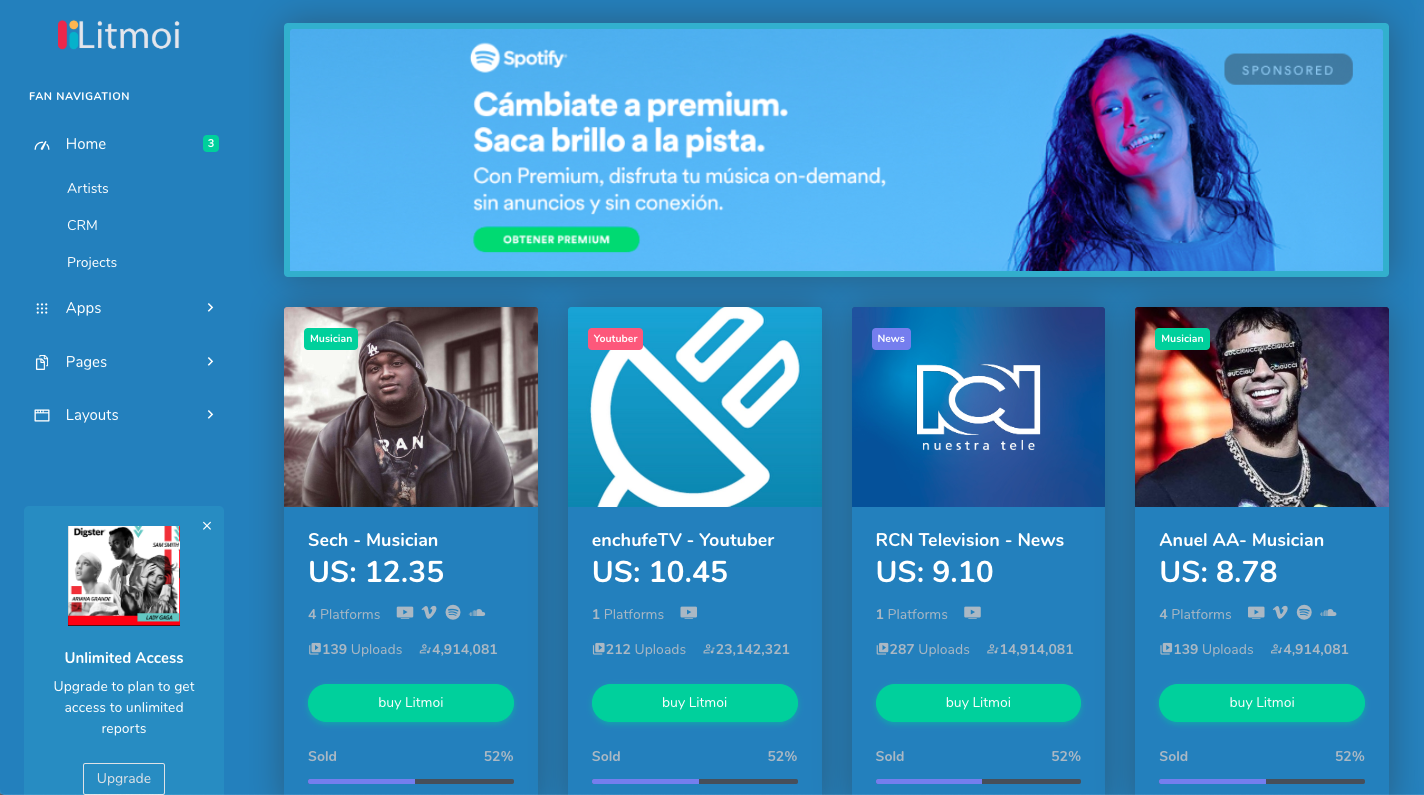 Litmoi
FAN NAVIGATION
Home
3
Artists
CRM
Projects
Apps
Pages
Layouts
Digster
SAM SMITH
ARIANA GRANDE
LADY GAGA
Unlimited Access
Upgrade to plan to get
access to unlimited
reports
Upgrade
Spotify
SPONSORED
Cámbiate a premium.
Saca brillo a la pista.
Con Premium, disfruta tu música on-demand,
sin anuncios y sin conexión.
OBTENER PREMIUM
Musician
LA
RAN
Sech - Musician
US: 12.35
4 Platforms
139 Uploads 4,914,081
buy Litmoi
Sold 52%
Youtuber
enchufeTV - Youtuber
US: 10.45
1 Platforms
212 Uploads 23,142,321
buy Litmoi
Sold 52%
News
RCN
nuestra tele
RCN Television - News
US: 9.10
1 Platforms
287 Uploads 14,914,081
buy Litmoi
Sold 52%
Musician
Anuel AA- Musician
US: 8.78
4 Platforms
139 Uploads 4,914,081
buy Litmoi
Sold 52%